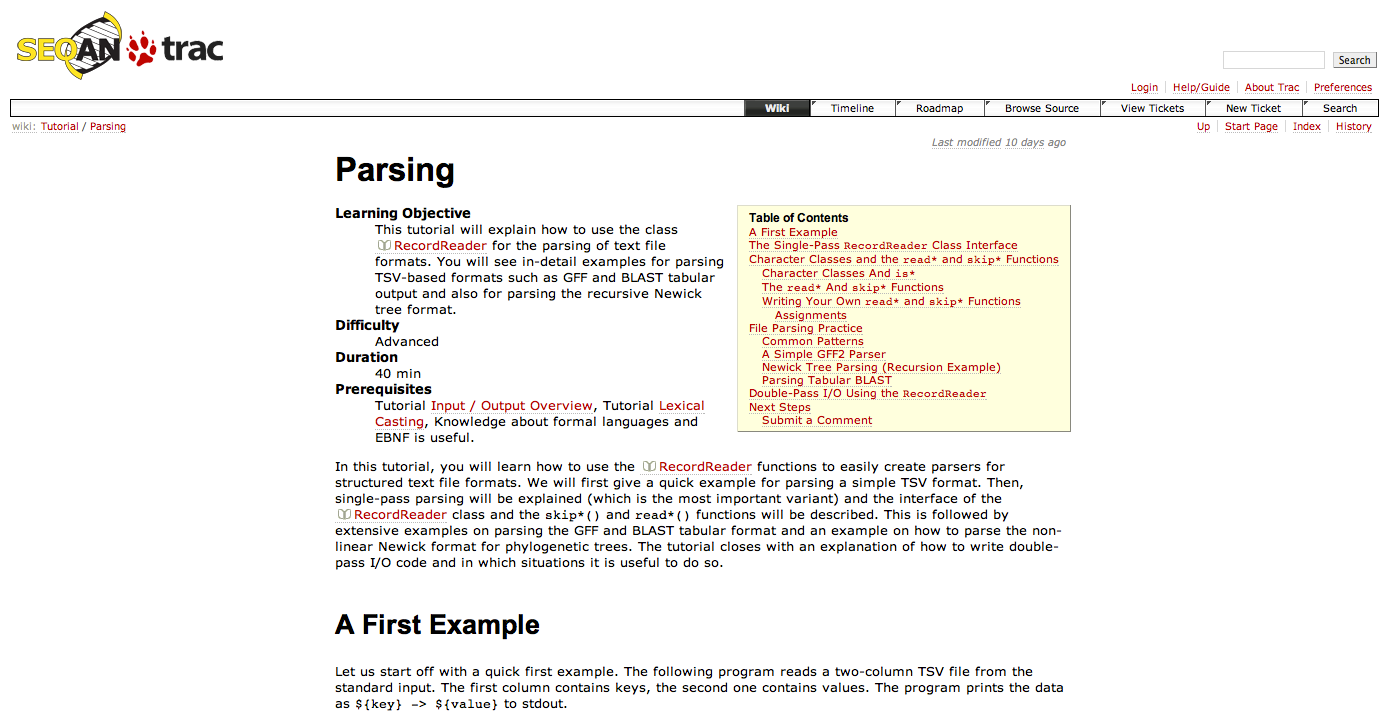 SEQAN trac
Search
Login Help/Guide About Trac Preferences
Wiki Timeline Roadmap Browse Source View Tickets New Ticket Search
wiki: Tutorial / Parsing
Up Start Page Index History
Last modified 10 days ago
Parsing
Learning Objective
This tutorial will explain how to use the class
RecordReader for the parsing of text file
formats. You will see in-detail examples for parsing
TSV-based formats such as GFF and BLAST tabular
output and also for parsing the recursive Newick
tree format.
Difficulty
Advanced
Duration
40 min
Prerequisites
Tutorial Input / Output Overview, Tutorial Lexical
Casting, Knowledge about formal languages and
EBNF is useful.
Table of Contents
A First Example
The Single-Pass RecordReader Class Interface
Character Classes and the read* and skip* Functions
Character Classes And is*
The read* And skip* Functions
Writing Your Own read* and skip* Functions
Assignments
File Parsing Practice
Common Patterns
A Simple GFF2 Parser
Newick Tree Parsing (Recursion Example)
Parsing Tabular BLAST
Double-Pass I/O Using the RecordReader
Next Steps
Submit a Comment
In this tutorial, you will learn how to use the RecordReader functions to easily create parsers for
structured text file formats. We will first give a quick example for parsing a simple TSV format. Then,
single-pass parsing will be explained (which is the most important variant) and the interface of the
RecordReader class and the skip*() and read*() functions will be described. This is followed by
extensive examples on parsing the GFF and BLAST tabular format and an example on how to parse the non-
linear Newick format for phylogenetic trees. The tutorial closes with an explanation of how to write double-
pass I/O code and in which situations it is useful to do so.
A First Example
Let us start off with a quick first example. The following program reads a two-column TSV file from the
standard input. The first column contains keys, the second one contains values. The program prints the data
as ${key} -> ${value} to stdout.